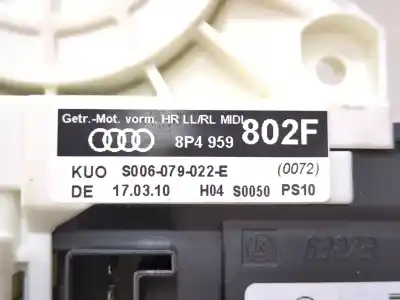 Getr.-Mot. vorm. HR LL/RL MIDI
8P4 959 802F
KUO S006-079-022-E (0072)
DE 17.03.10 H04 S0050 PS10